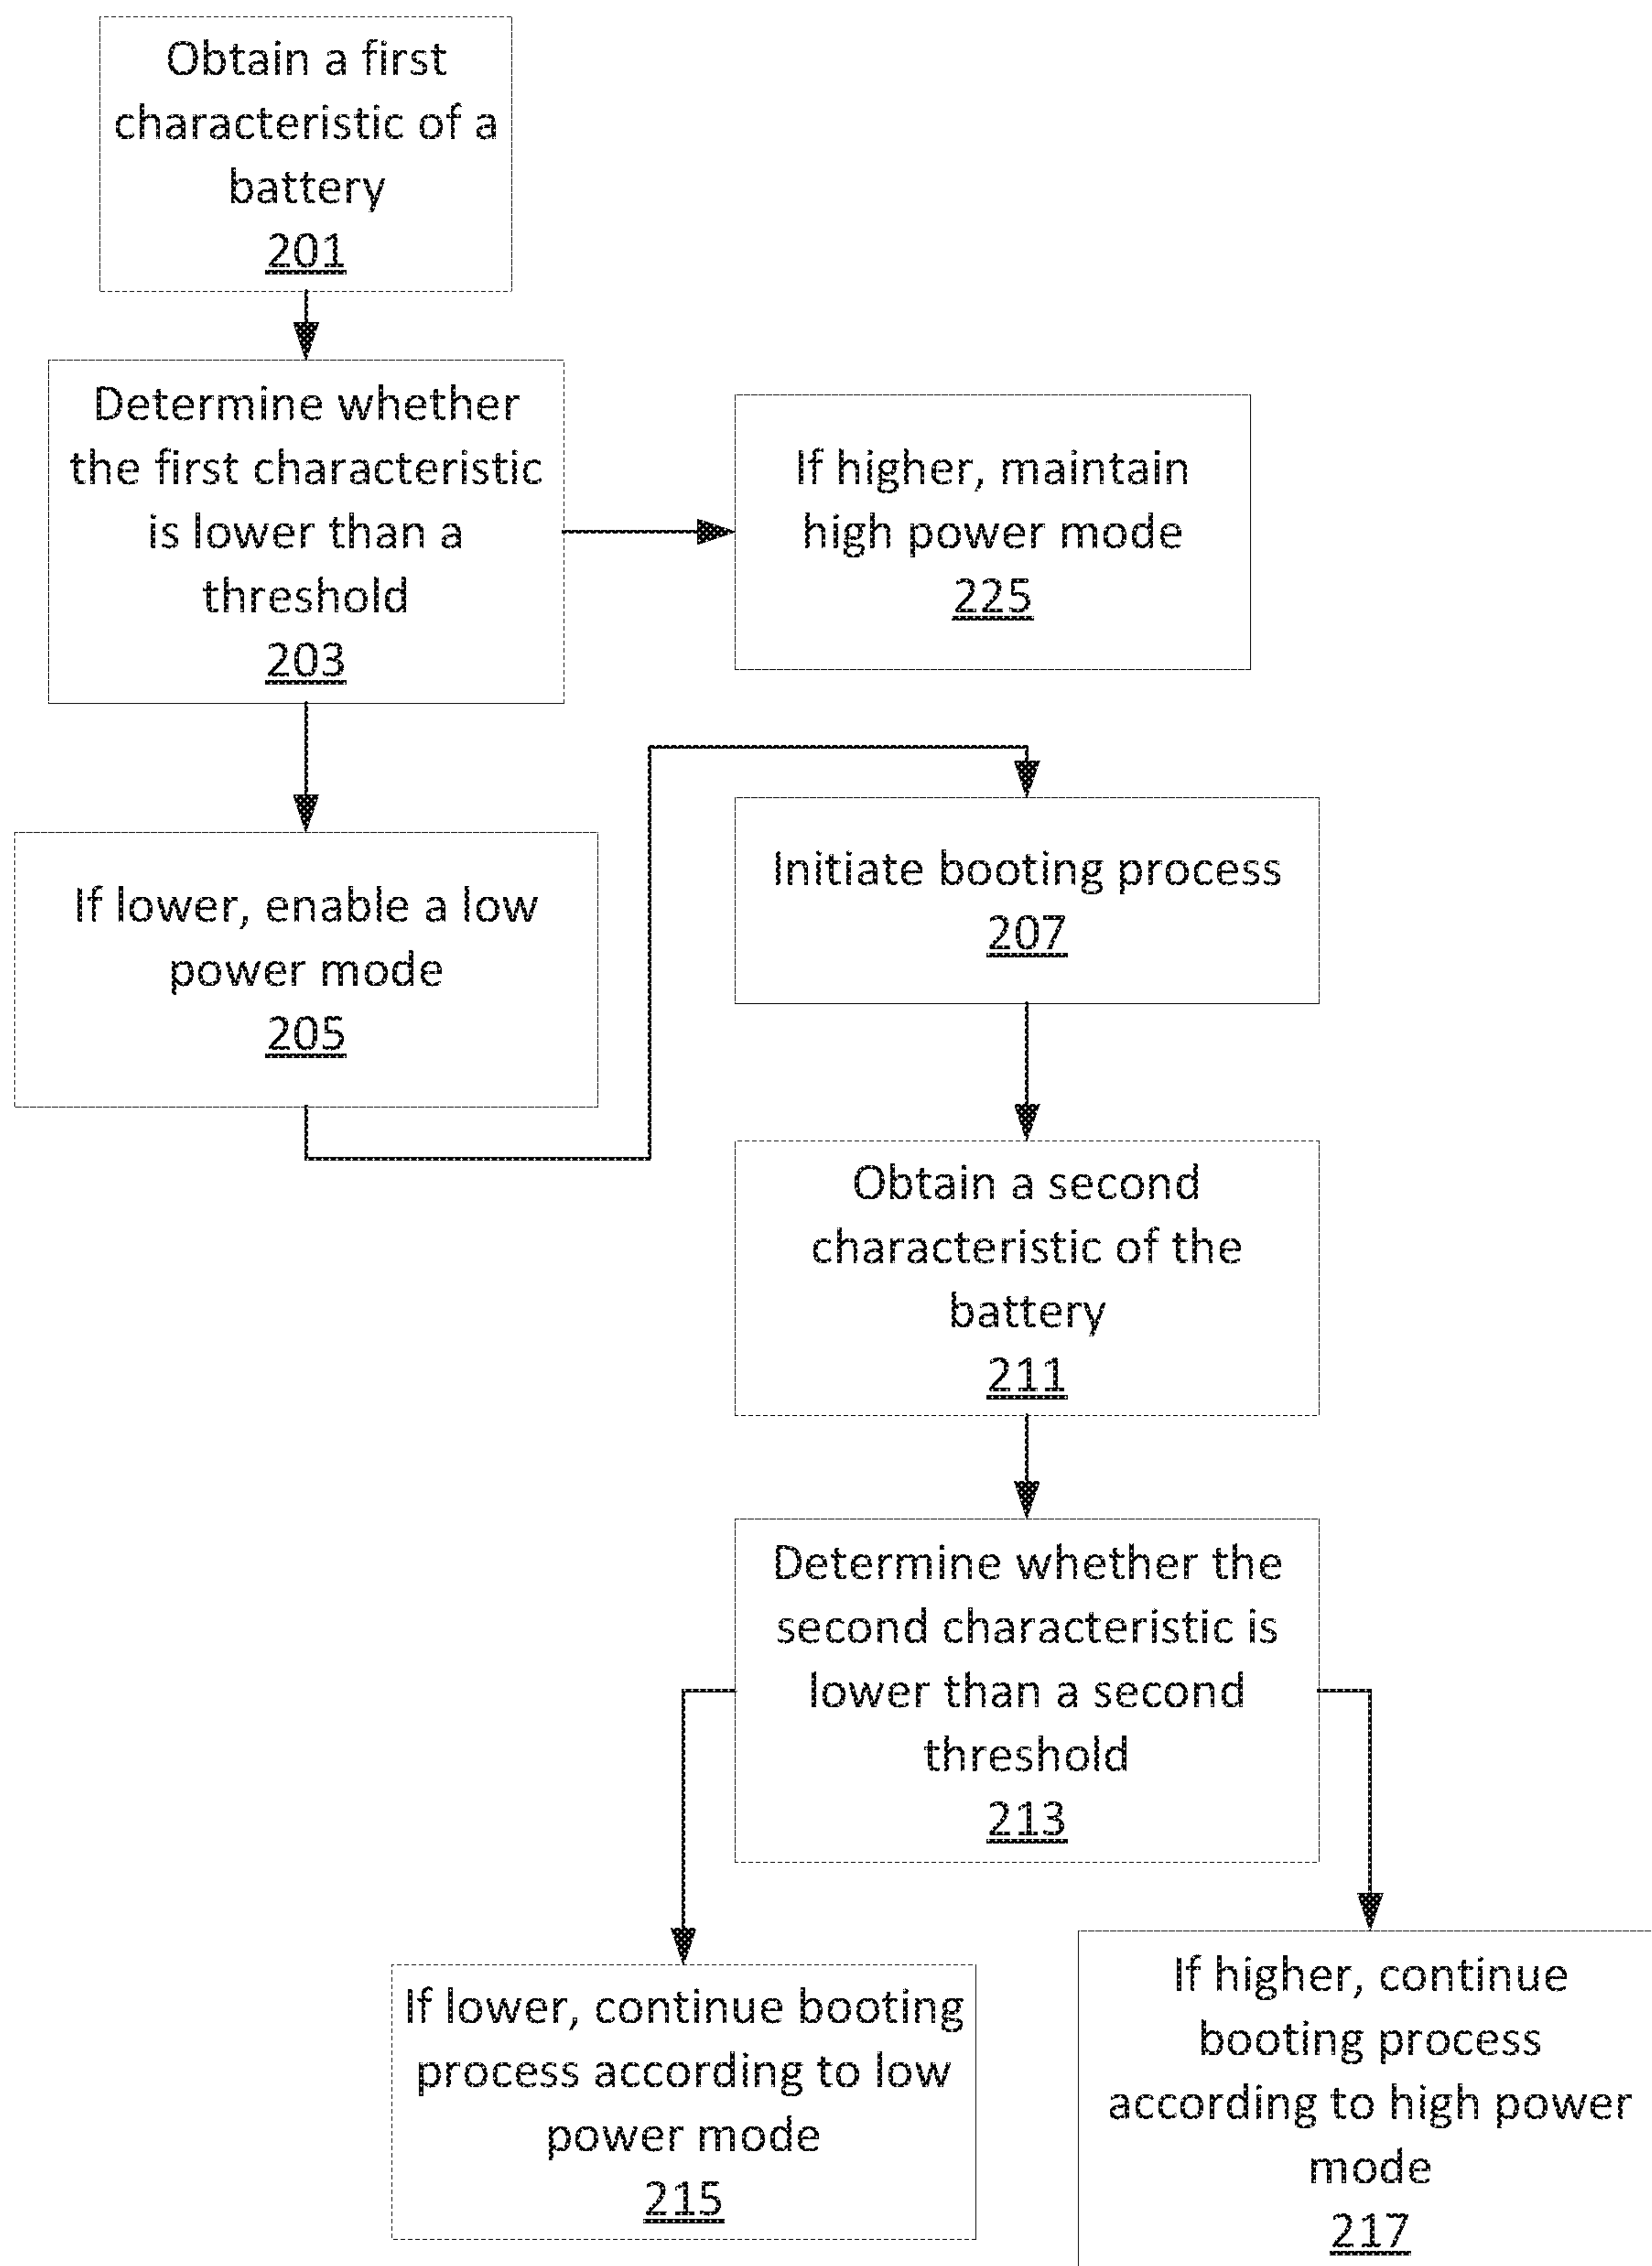 Obtain a first
characteristic of a
battery
201
Determine whether
the first characteristic
is lower than a
threshold
203
If higher, maintain
high power mode
225
If lower, enable a low
power mode
205
Initiate booting process
207
Obtain a second
characteristic of the
battery
211
Determine whether the
second characteristic is
lower than a second
threshold
213
If lower, continue booting
process according to low
power mode
215
If higher, continue
booting process
according to high power
mode
217